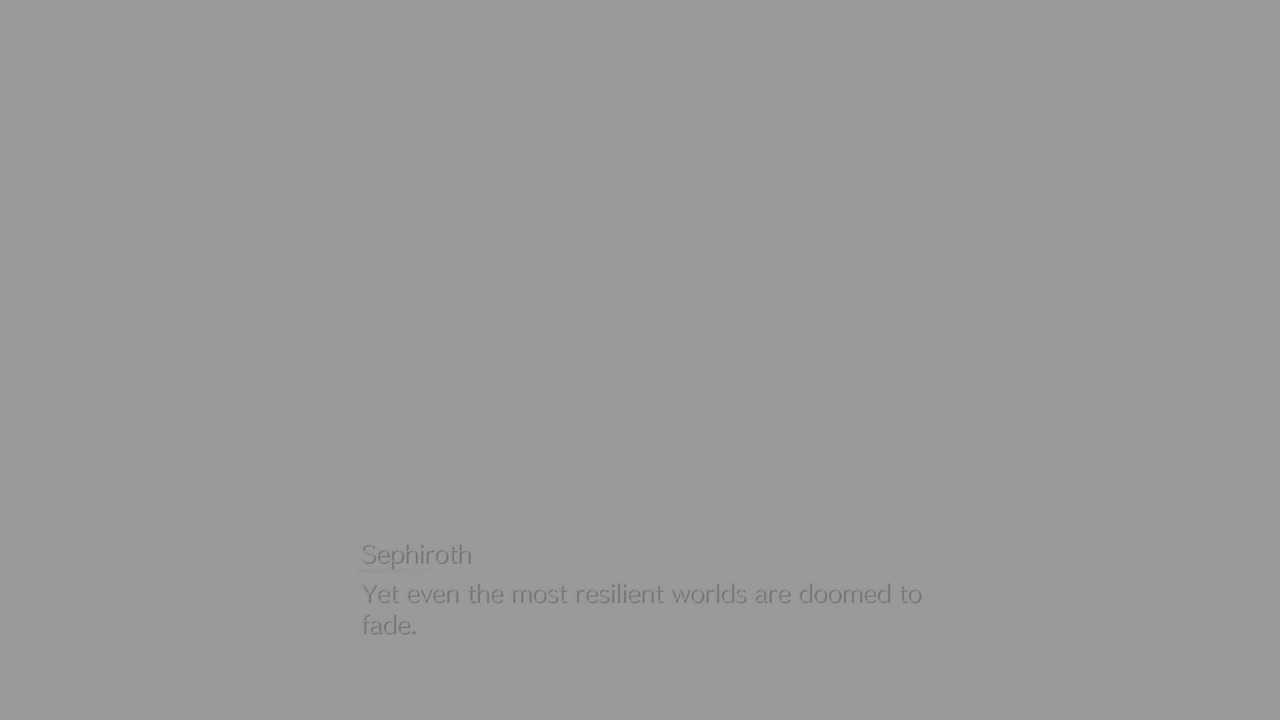 Sephiroth
Yet even the most resilient worlds are doomed to
fade.